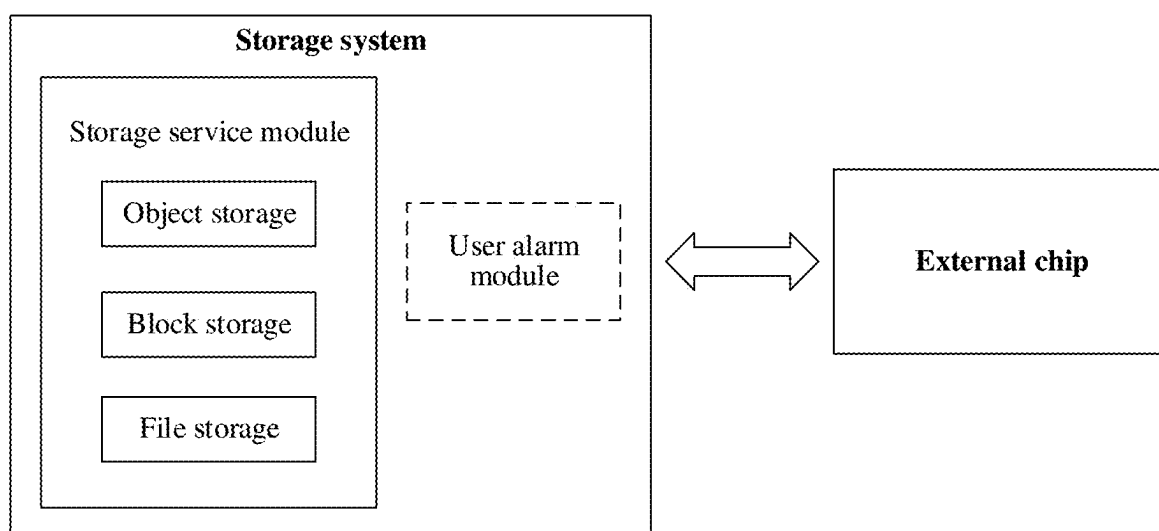 Storage system
Storage service module
Object storage
Block storage
File storage
User alarm
module
External chip